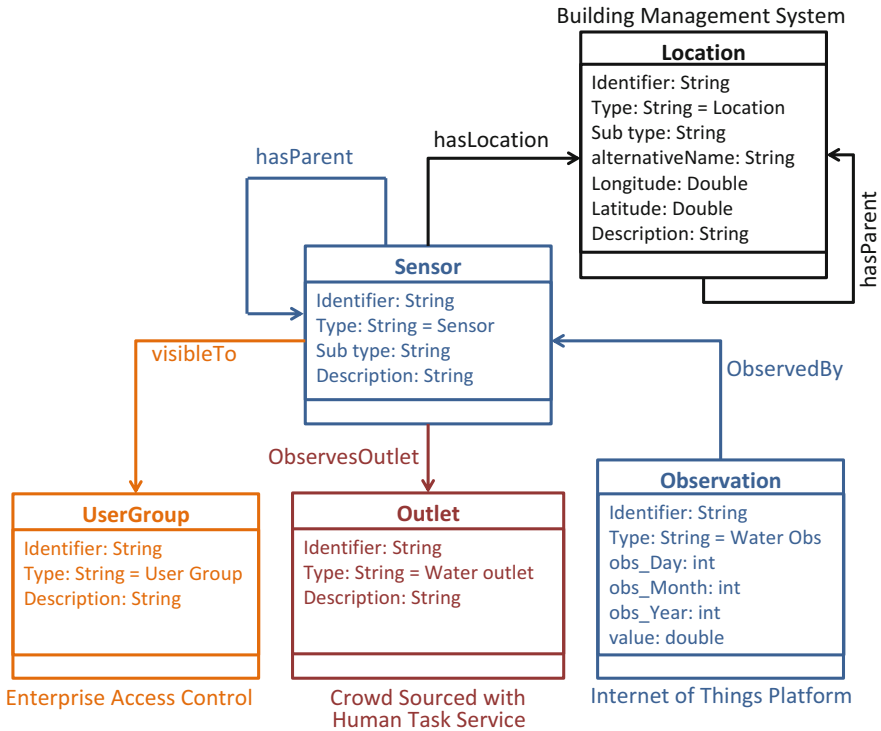 Building Management System
Location
Identifier: String
Type: String = Location
Sub type: String
alternativeName: String
Longitude: Double
Latitude: Double
Description: String
hasParent
hasLocation
hasParent
Sensor
Identifier: String
Type: String = Sensor
Sub type: String
Description: String
visibleTo
ObservedBy
ObservesOutlet
UserGroup
Identifier: String
Type: String = User Group
Description: String
Outlet
Identifier: String
Type: String = Water outlet
Description: String
Observation
Identifier: String
Type: String = Water Obs
obs_Day: int
obs_Month: int
obs_Year: int
value: double
Enterprise Access Control
Crowd Sourced with
Human Task Service
Internet of Things Platform